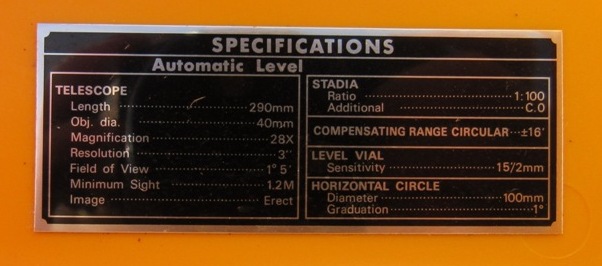 SPECIFICATIONS
Automatic Level
TELESCOPE
Length 290mm
Obj. dia. 40mm
Magnification 28X
Resolution 3"
Field of View 1° 5'
Minimum Sight 1.2M
Image Erect
STADIA
Ratio 1:100
Additional C.O
COMPENSATING RANGE CIRCULAR ±16'
LEVEL VIAL
Sensitivity 15'/2mm
HORIZONTAL CIRCLE
Diameter 100mm
Graduation 1°